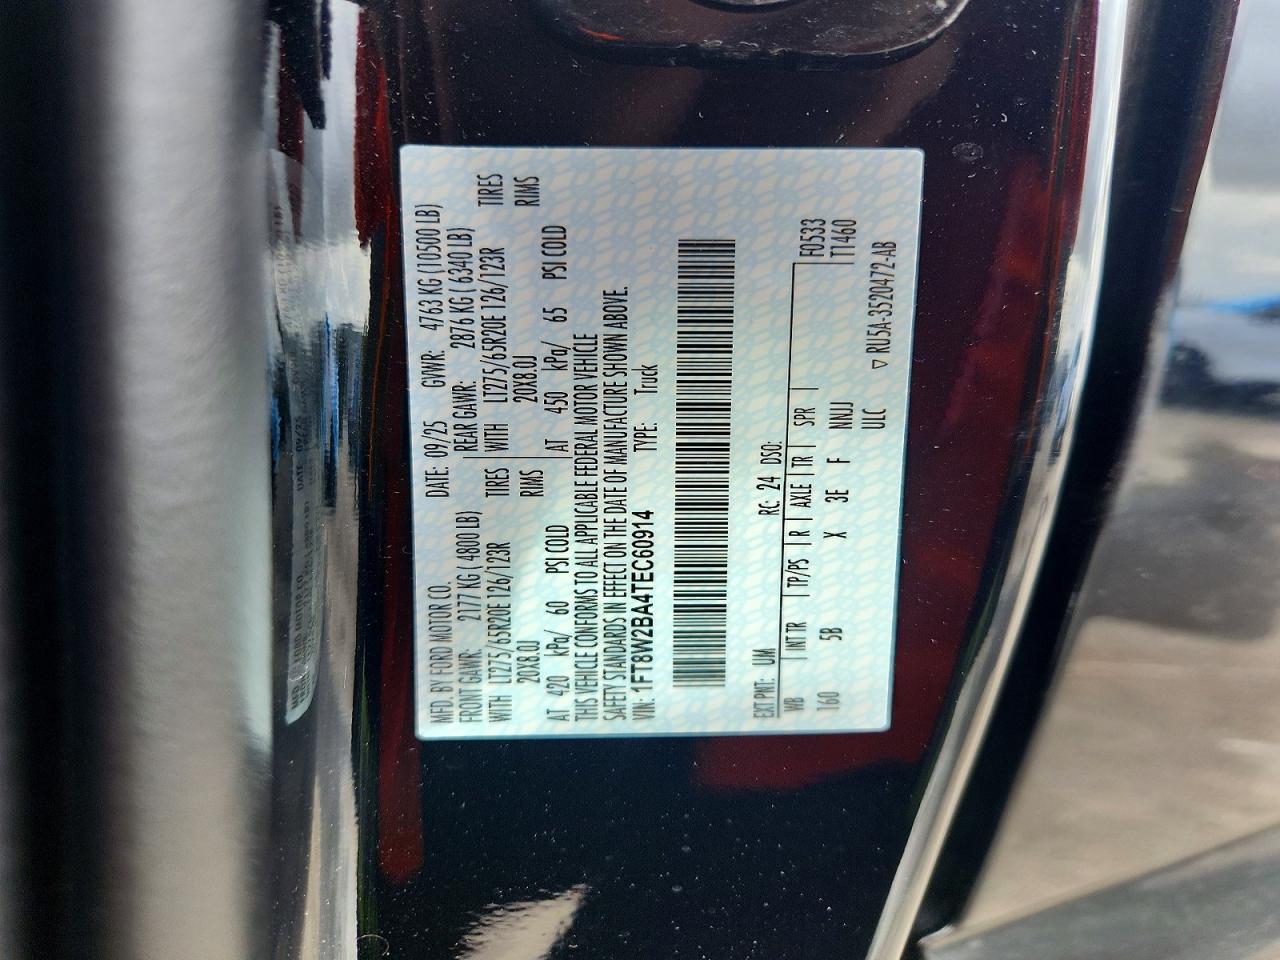 MFD. BY FORD MOTOR CO. DATE: 09/25 GVWR: 4763 KG (10500 LB)
FRONT GAWR: 2177 KG (4800 LB) REAR GAWR: 2876 KG (6340 LB)
WITH LT275/65R20E 126/123R TIRES WITH LT275/65R20E 126/123R TIRES
20X8.0J RIMS 20X8.0J RIMS
AT 420 kPa/ 60 PSI COLD AT 450 kPa/ 65 PSI COLD
THIS VEHICLE CONFORMS TO ALL APPLICABLE FEDERAL MOTOR VEHICLE
SAFETY STANDARDS IN EFFECT ON THE DATE OF MANUFACTURE SHOWN ABOVE.
VIN: 1FT8W2BA4TEC60914 TYPE: Truck
EXT PNT: UM RC: 24 DSO:
WB INT TR TP/PS R AXLE TR SPR F0533
160 5B X 3E F NNJJ T1460
ULC ▽ RU5A-3520472-AB